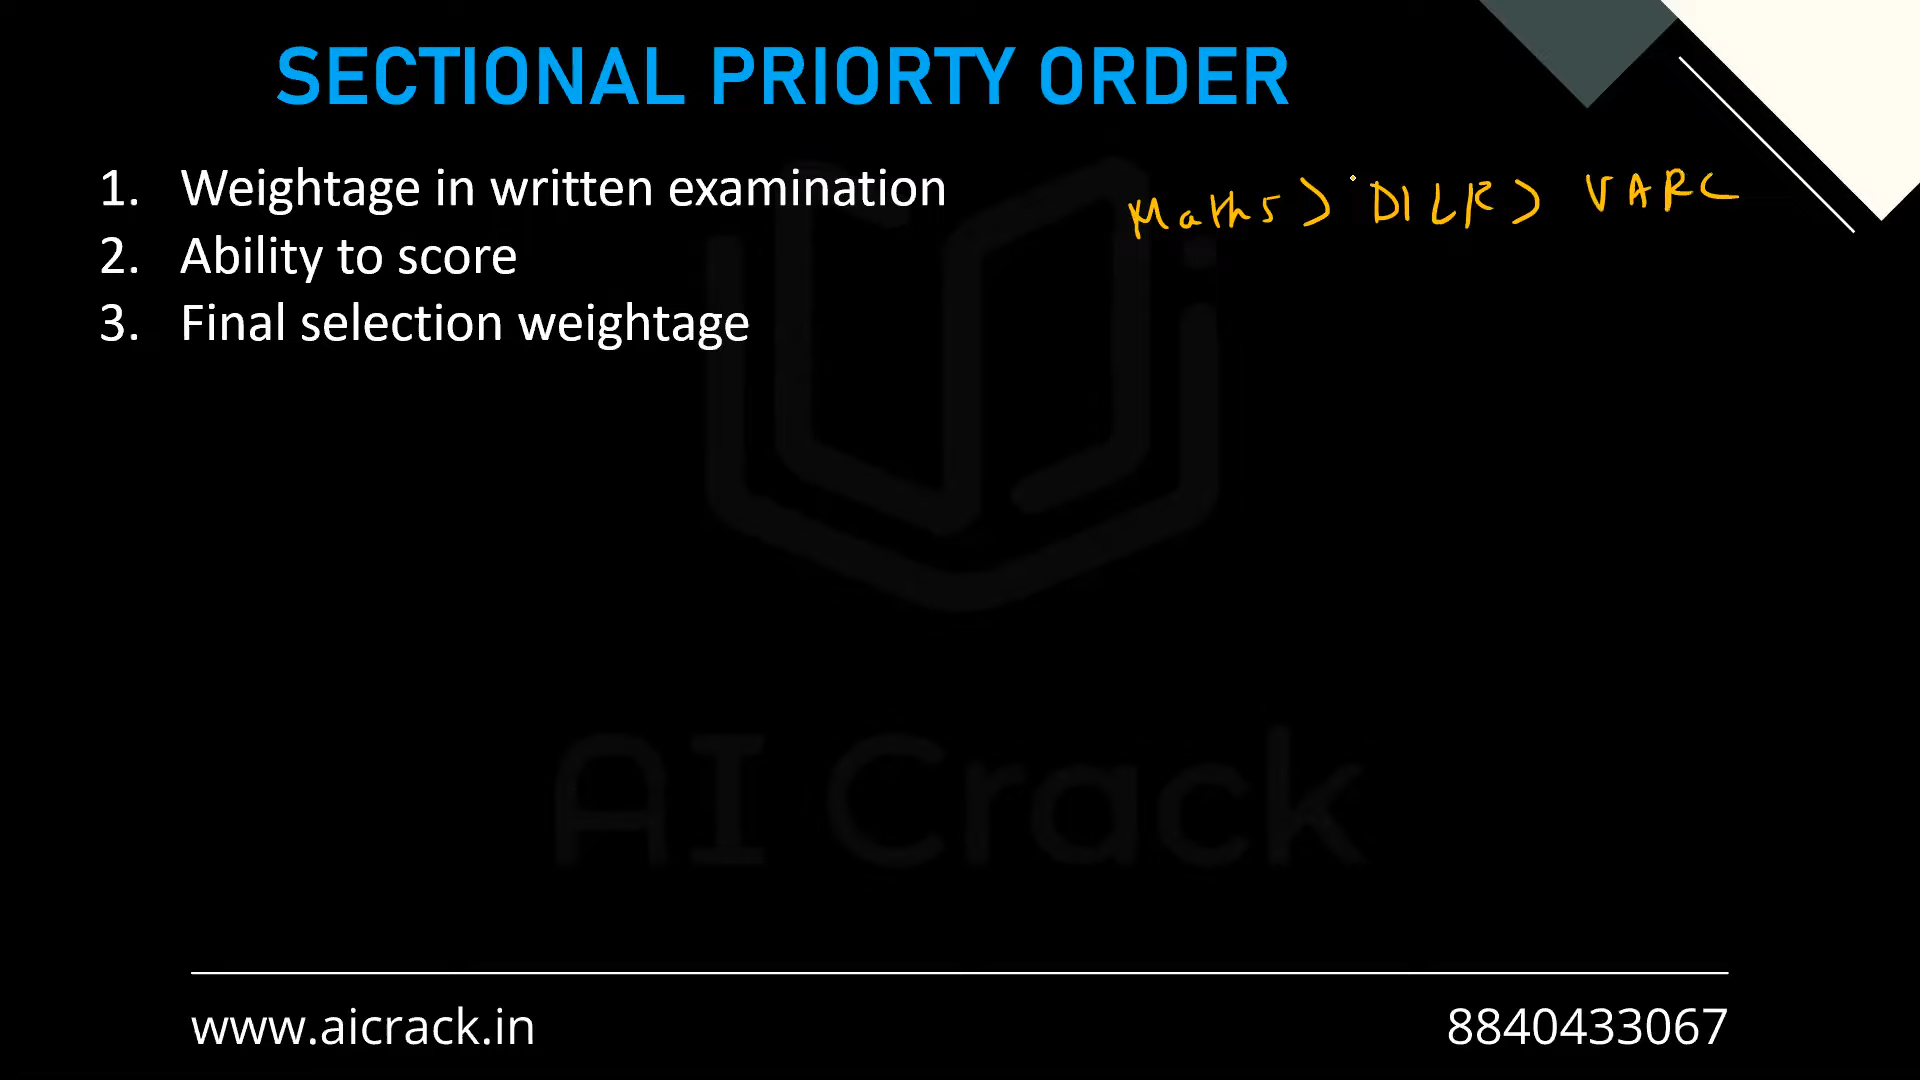 SECTIONAL PRIORTY ORDER
1. Weightage in written examination
Maths > DILR > VARC
2. Ability to score
3. Final selection weightage
AI Crack
www.aicrack.in
8840433067